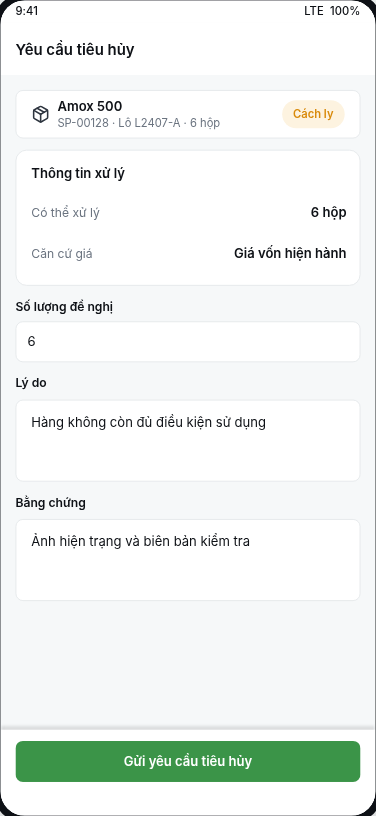 9:41
LTE 100%
Yêu cầu tiêu hủy
Amox 500
SP-00128 · Lô L2407-A · 6 hộp
Cách ly
Thông tin xử lý
Có thể xử lý
6 hộp
Căn cứ giá
Giá vốn hiện hành
Số lượng đề nghị
6
Lý do
Hàng không còn đủ điều kiện sử dụng
Bằng chứng
Ảnh hiện trạng và biên bản kiểm tra
Gửi yêu cầu tiêu hủy